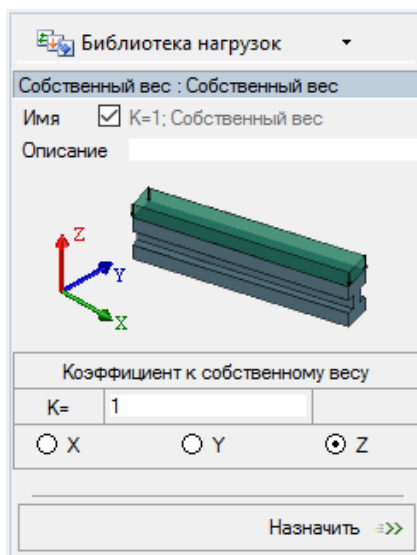 Библиотека нагрузок
Собственный вес : Собственный вес
Имя K=1; Собственный вес
Описание
Z
Y
X
Коэффициент к собственному весу
K= 1
X Y Z
Назначить